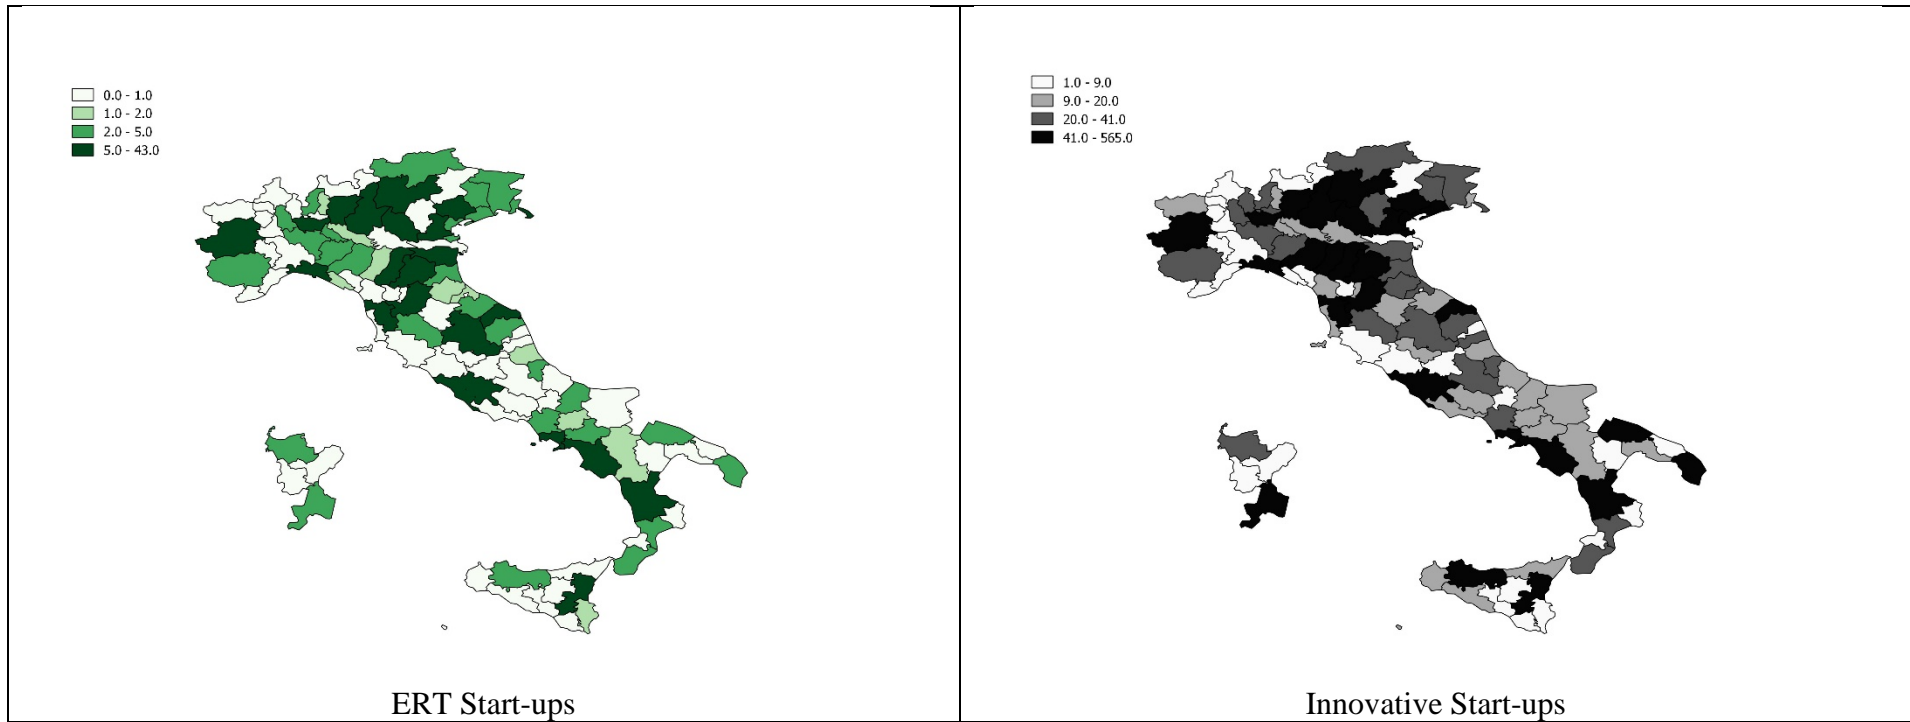 0.0 - 1.0
1.0 - 2.0
2.0 - 5.0
5.0 - 43.0
ERT Start-ups
1.0 - 9.0
9.0 - 20.0
20.0 - 41.0
41.0 - 565.0
Innovative Start-ups